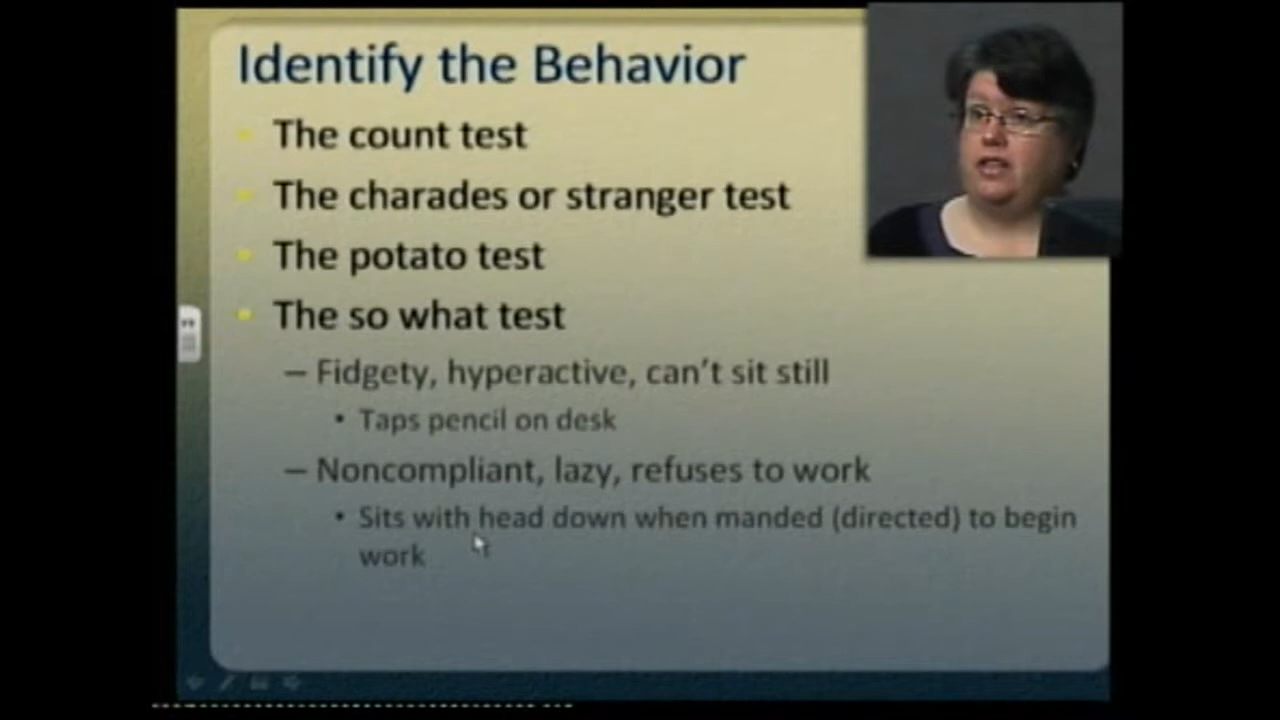 Identify the Behavior
• The count test
• The charades or stranger test
• The potato test
• The so what test
– Fidgety, hyperactive, can't sit still
• Taps pencil on desk
– Noncompliant, lazy, refuses to work
• Sits with head down when manded (directed) to begin
work